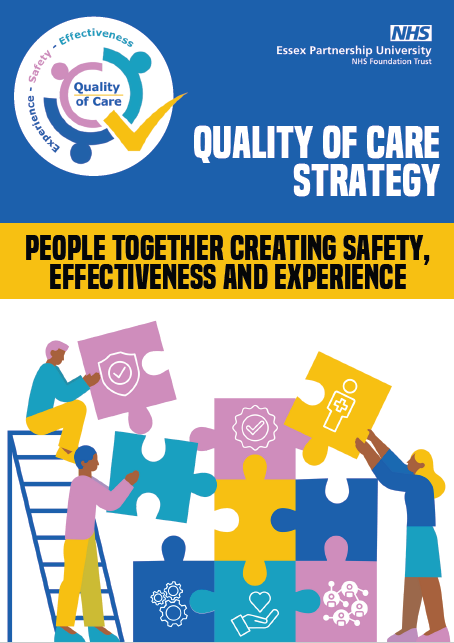 Experience - Safety - Effectiveness
Quality
of Care
NHS
Essex Partnership University
NHS Foundation Trust
QUALITY OF CARE
STRATEGY
PEOPLE TOGETHER CREATING SAFETY,
EFFECTIVENESS AND EXPERIENCE